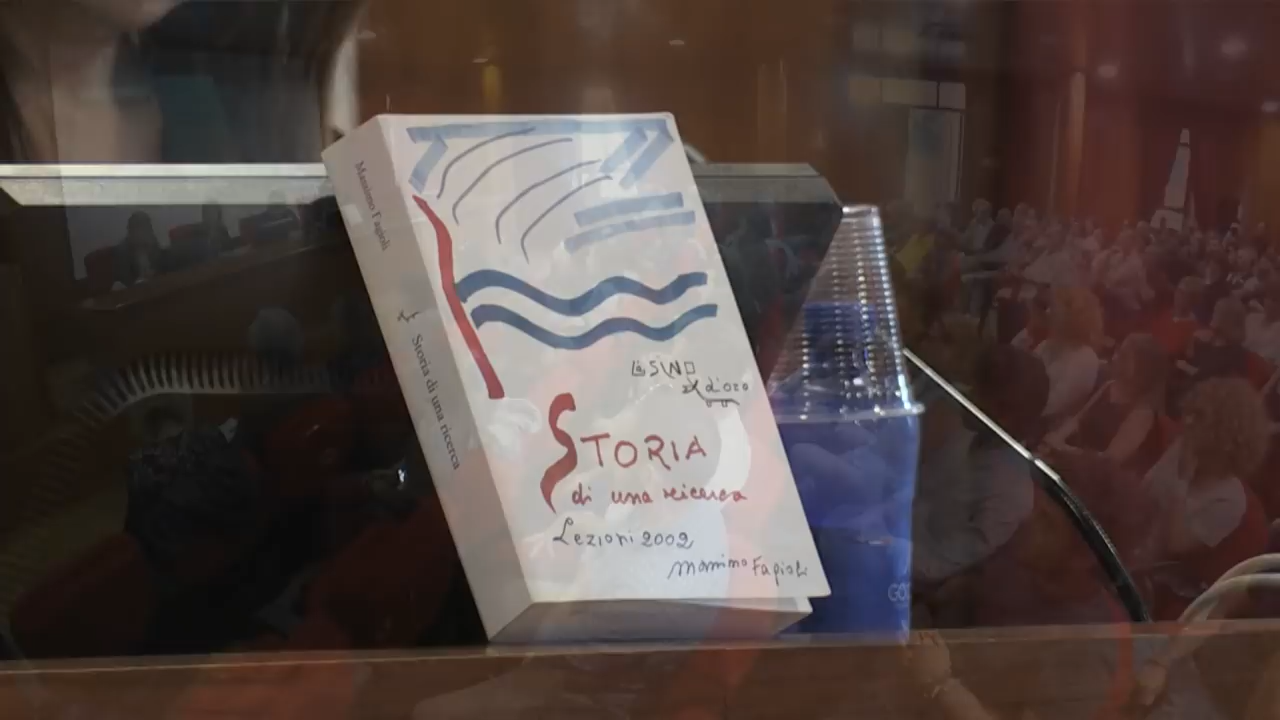 Massimo Fagioli
Storia di una ricerca
L'ASINO
d'oro
STORIA
di una ricerca
Lezioni 2002
Massimo Fagioli